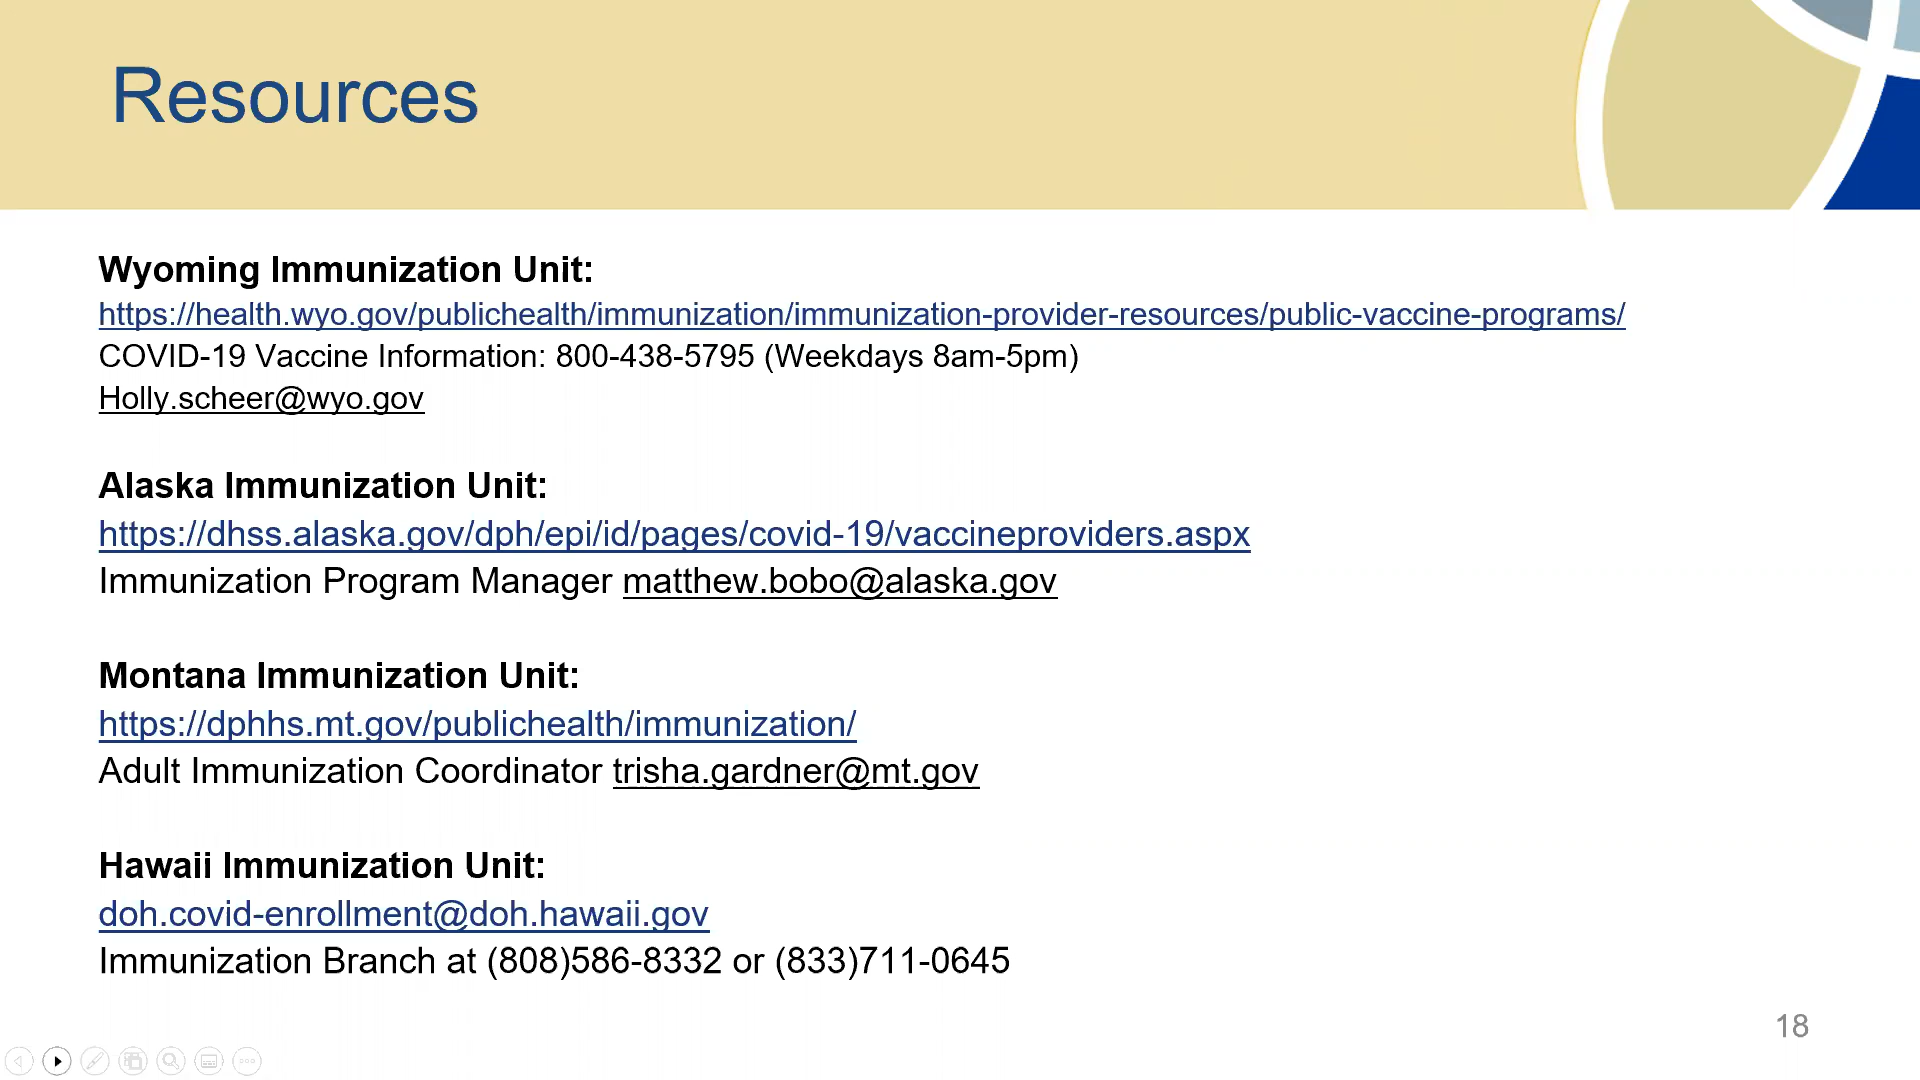 Resources
Wyoming Immunization Unit:
https://health.wyo.gov/publichealth/immunization/immunization-provider-resources/public-vaccine-programs/
COVID-19 Vaccine Information: 800-438-5795 (Weekdays 8am-5pm)
Holly.scheer@wyo.gov
Alaska Immunization Unit:
https://dhss.alaska.gov/dph/epi/id/pages/covid-19/vaccineproviders.aspx
Immunization Program Manager matthew.bobo@alaska.gov
Montana Immunization Unit:
https://dphhs.mt.gov/publichealth/immunization/
Adult Immunization Coordinator trisha.gardner@mt.gov
Hawaii Immunization Unit:
doh.covid-enrollment@doh.hawaii.gov
Immunization Branch at (808)586-8332 or (833)711-0645
18